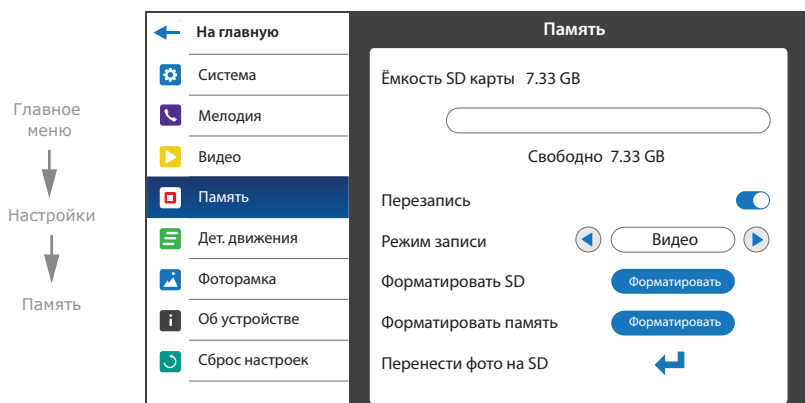 Главное
меню
Настройки
Память
На главную
Система
Мелодия
Видео
Память
Дет. движения
Фоторамка
Об устройстве
Сброс настроек
Память
Ёмкость SD карты 7.33 GB
Свободно 7.33 GB
Перезапись
Режим записи Видео
Форматировать SD Форматировать
Форматировать память Форматировать
Перенести фото на SD